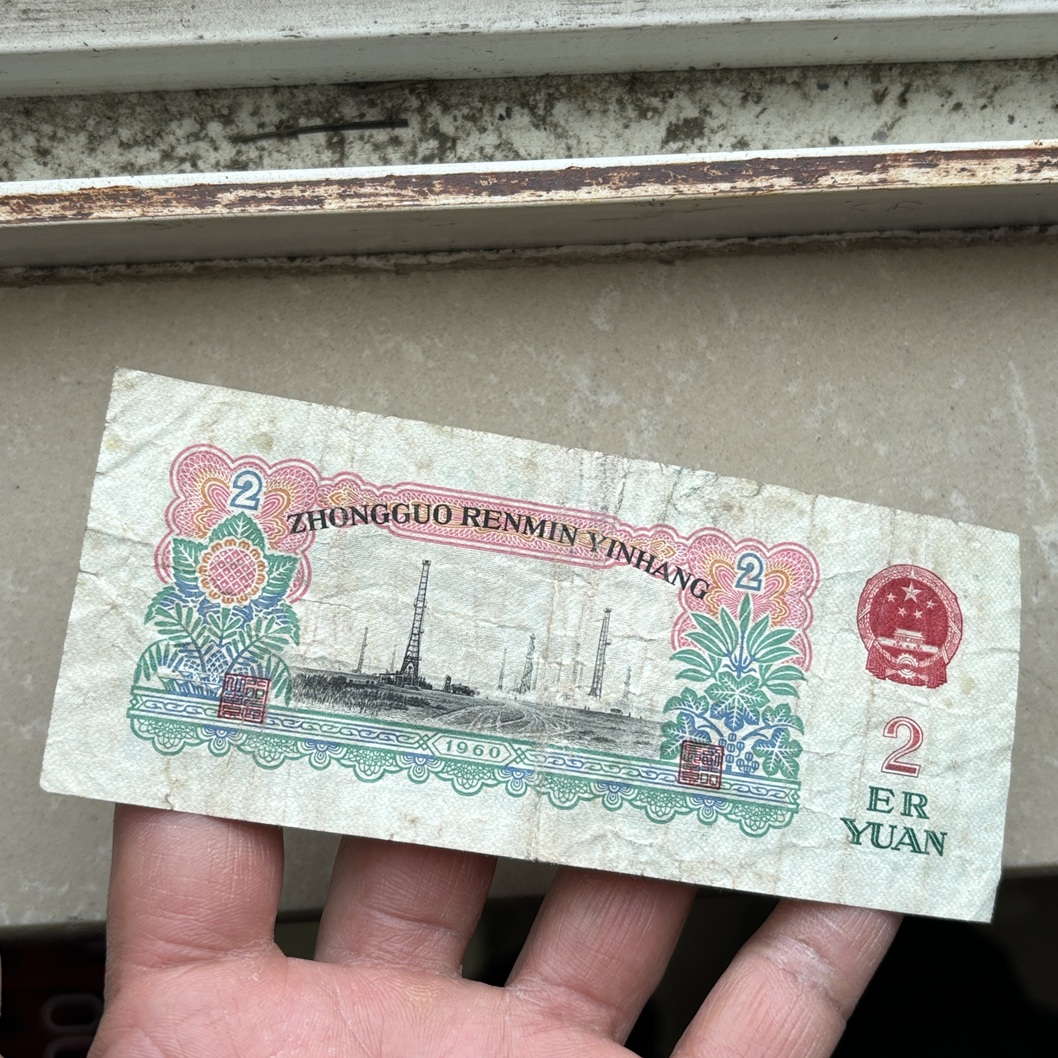 2
ZHONGGUO RENMIN YINHANG
2
1960
2
ER
YUAN